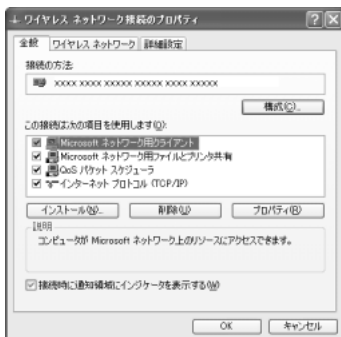 ワイヤレス ネットワーク接続のプロパティ
全般 ワイヤレス ネットワーク 詳細設定
接続の方法:
xxxx xxxx xxxxx xxxxx xxxx xxxxx
構成(C)...
この接続は次の項目を使用します(O):
Microsoft ネットワーク用クライアント
Microsoft ネットワーク用ファイルとプリンタ共有
QoS パケット スケジューラ
インターネット プロトコル (TCP/IP)
インストール(N)... 削除(U) プロパティ(R)
説明
コンピュータが Microsoft ネットワーク上のリソースにアクセスできます。
接続時に通知領域にインジケータを表示する(W)
OK キャンセル